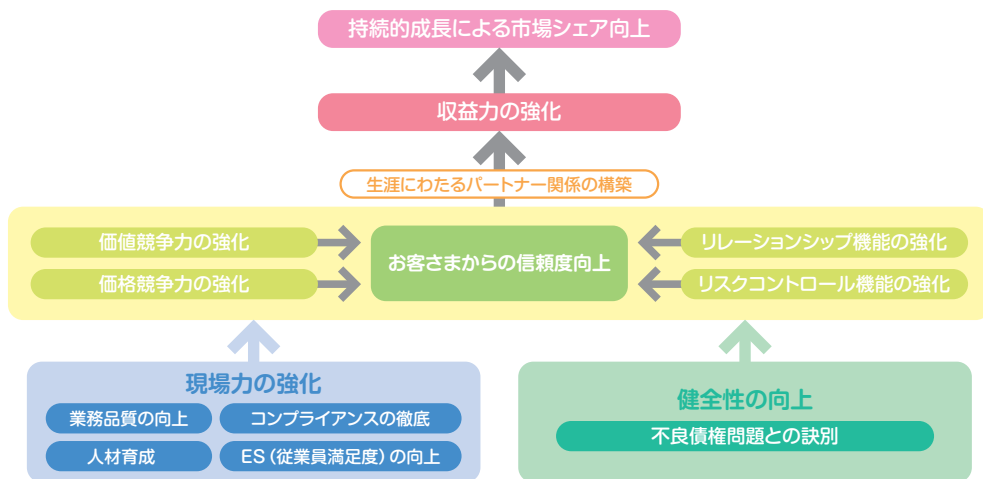 持続的成長による市場シェア向上
収益力の強化
生涯にわたるパートナー関係の構築
価値競争力の強化
価格競争力の強化
お客さまからの信頼度向上
リレーションシップ機能の強化
リスクコントロール機能の強化
現場力の強化
業務品質の向上
コンプライアンスの徹底
人材育成
ES（従業員満足度）の向上
健全性の向上
不良債権問題との訣別